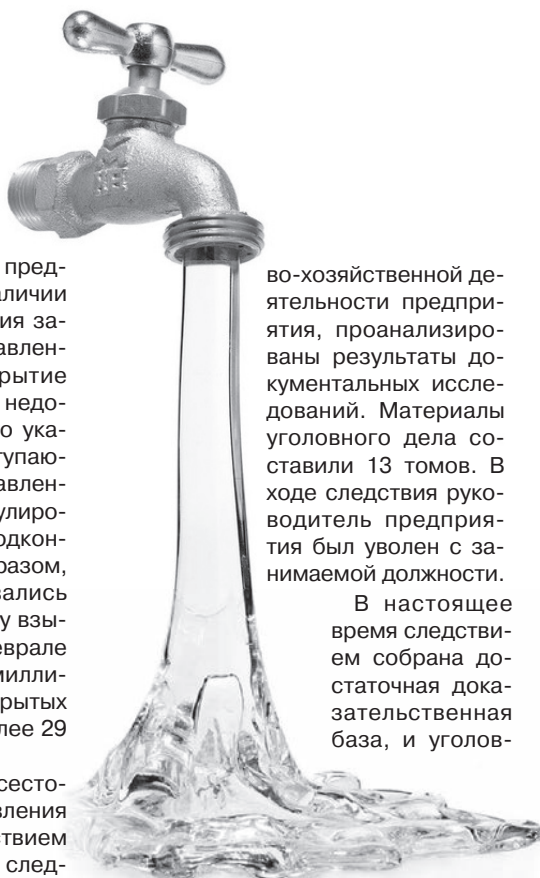 пред-
аличии
ия за-
авлен-
рытие
недо-
о ука-
тупаю-
авлен-
улиро-
одкон-
разом,
вались
у взы-
еврале
милли-
рытых
лее 29
сесто-
вления
ствием
след-
во-хозяйственной де-
ятельности предпри-
ятия, проанализиро-
ваны результаты до-
кументальных иссле-
дований. Материалы
уголовного дела со-
ставили 13 томов. В
ходе следствия руко-
водитель предприя-
тия был уволен с за-
нимаемой должности.
В настоящее
время следстви-
ем собрана до-
статочная дока-
зательственная
база, и уголов-